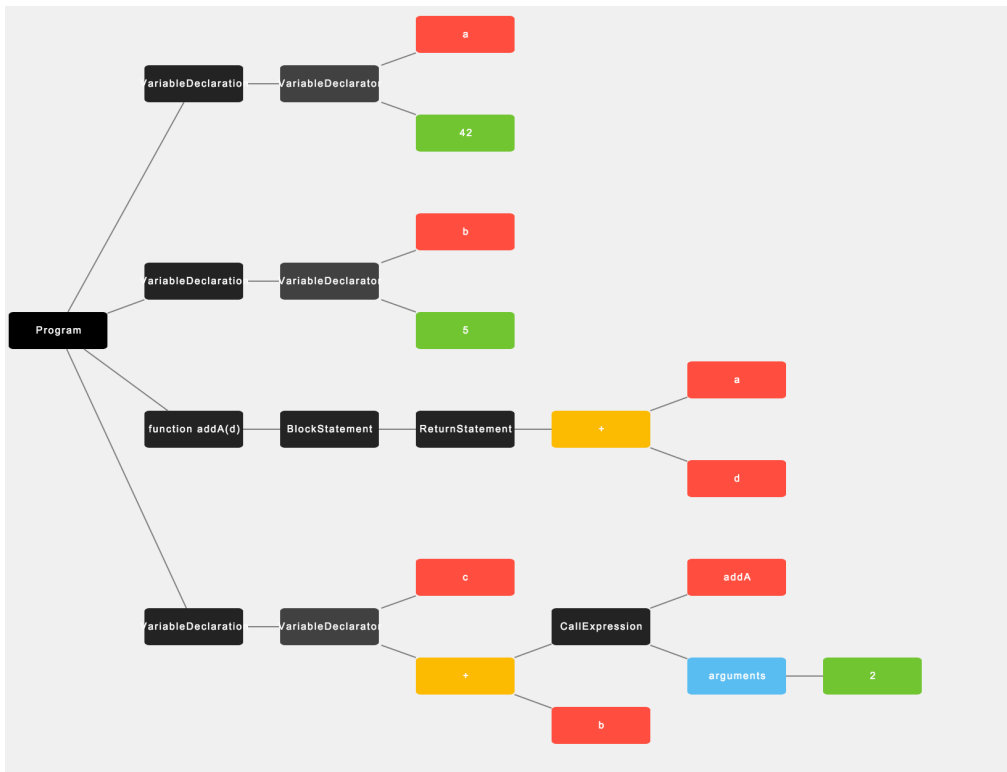 a
VariableDeclaratio
VariableDeclarator
42
b
VariableDeclaratio
VariableDeclarator
Program
5
a
function addA(d)
BlockStatement
ReturnStatement
+
d
c
addA
VariableDeclaratio
VariableDeclarator
CallExpression
+
arguments
2
b